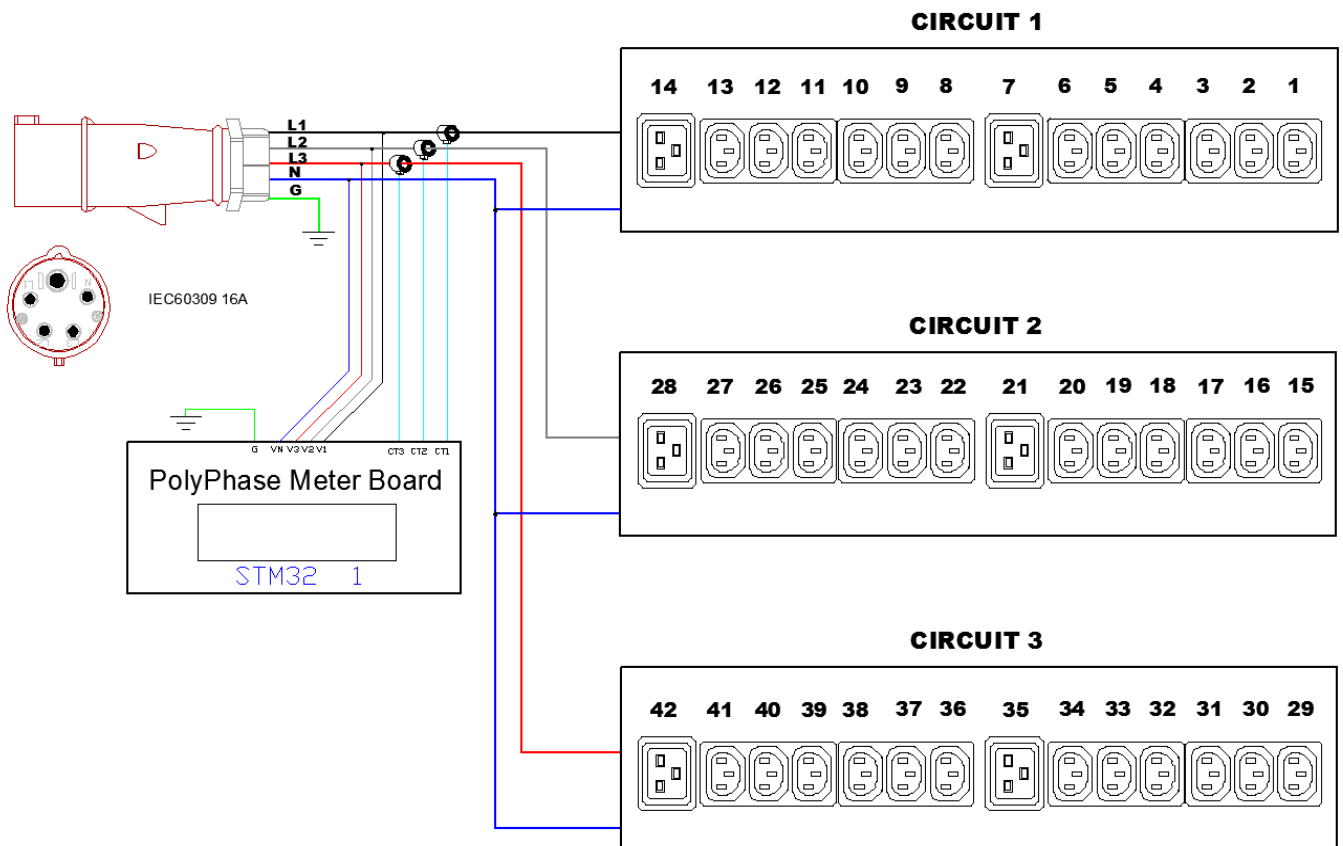 CIRCUIT 1
14 13 12 11 10 9 8 7 6 5 4 3 2 1
L1
L2
L3
N
G
IEC60309 16A
CIRCUIT 2
28 27 26 25 24 23 22 21 20 19 18 17 16 15
G VN V3 V2 V1 CT3 CT2 CT1
PolyPhase Meter Board
STM32 1
CIRCUIT 3
42 41 40 39 38 37 36 35 34 33 32 31 30 29